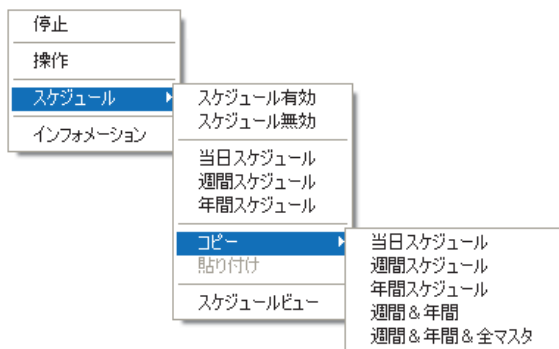 停止
操作
スケジュール
インフォメーション
スケジュール有効
スケジュール無効
当日スケジュール
週間スケジュール
年間スケジュール
コピー
貼り付け
スケジュールビュー
当日スケジュール
週間スケジュール
年間スケジュール
週間&年間
週間&年間&全マスタ